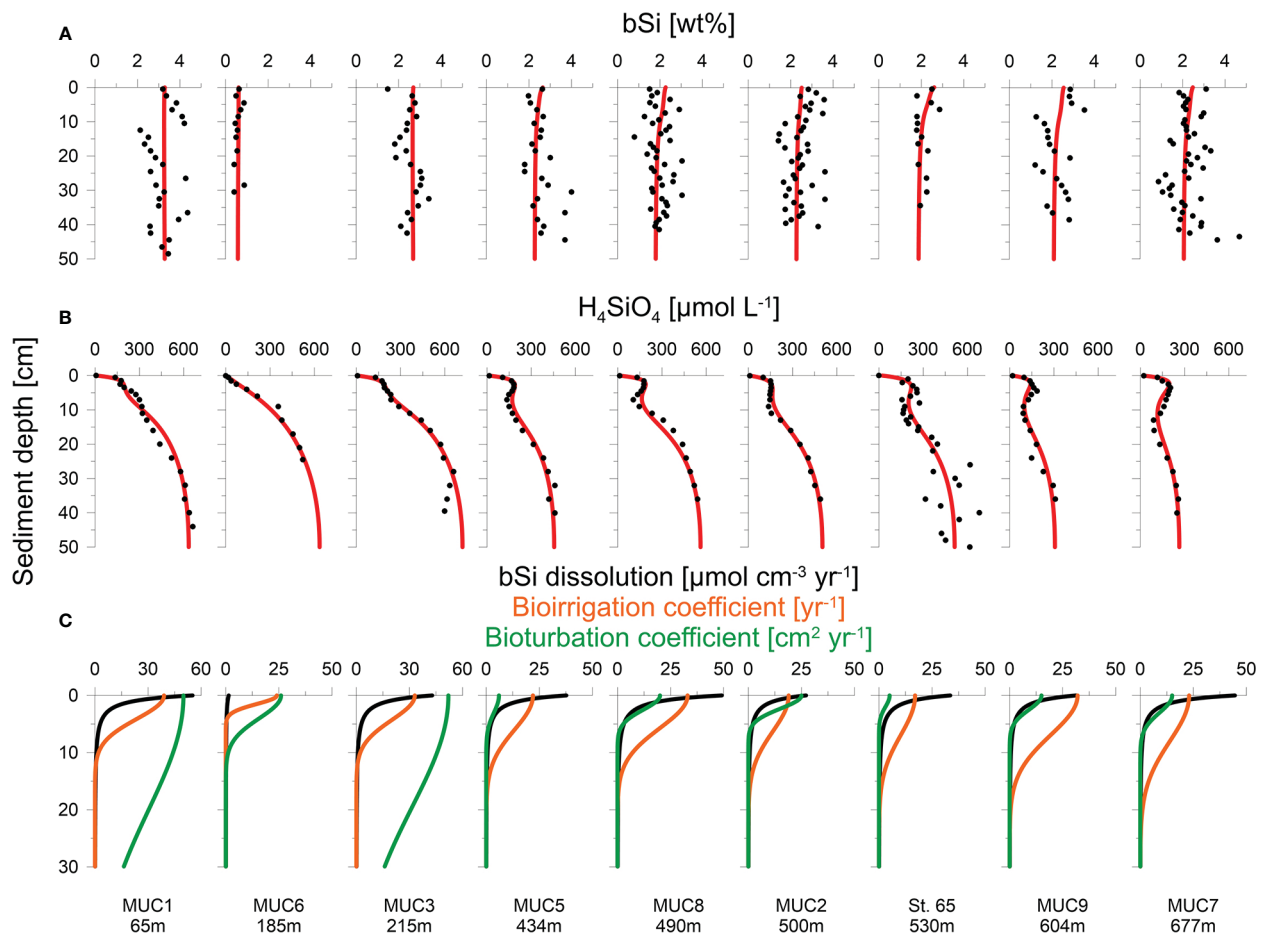 A
bSi [wt%]
0 2 4 0 2 4 0 2 4 0 2 4 0 2 4 0 2 4 0 2 4 0 2 4 0 2 4
0
10
20
30
40
50
B
H₄SiO₄ [µmol L⁻¹]
0 300 600 0 300 600 0 300 600 0 300 600 0 300 600 0 300 600 0 300 600 0 300 600 0 300 600
0
10
20
30
40
50
Sediment depth [cm]
bSi dissolution [µmol cm⁻³ yr⁻¹]
Bioirrigation coefficient [yr⁻¹]
C
Bioturbation coefficient [cm² yr⁻¹]
0 30 60 0 25 50 0 30 60 0 25 50 0 25 50 0 25 50 0 25 50 0 25 50 0 25 50
0
10
20
30
MUC1 MUC6 MUC3 MUC5 MUC8 MUC2 St. 65 MUC9 MUC7
65m 185m 215m 434m 490m 500m 530m 604m 677m